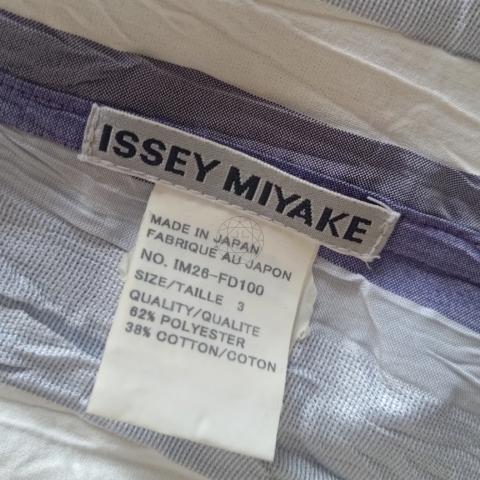 ISSEY MIYAKE
MADE IN JAPAN
FABRIQUE AU JAPON
NO. IM26-FD100
SIZE/TAILLE 3
QUALITY/QUALITE
62% POLYESTER
38% COTTON/COTON